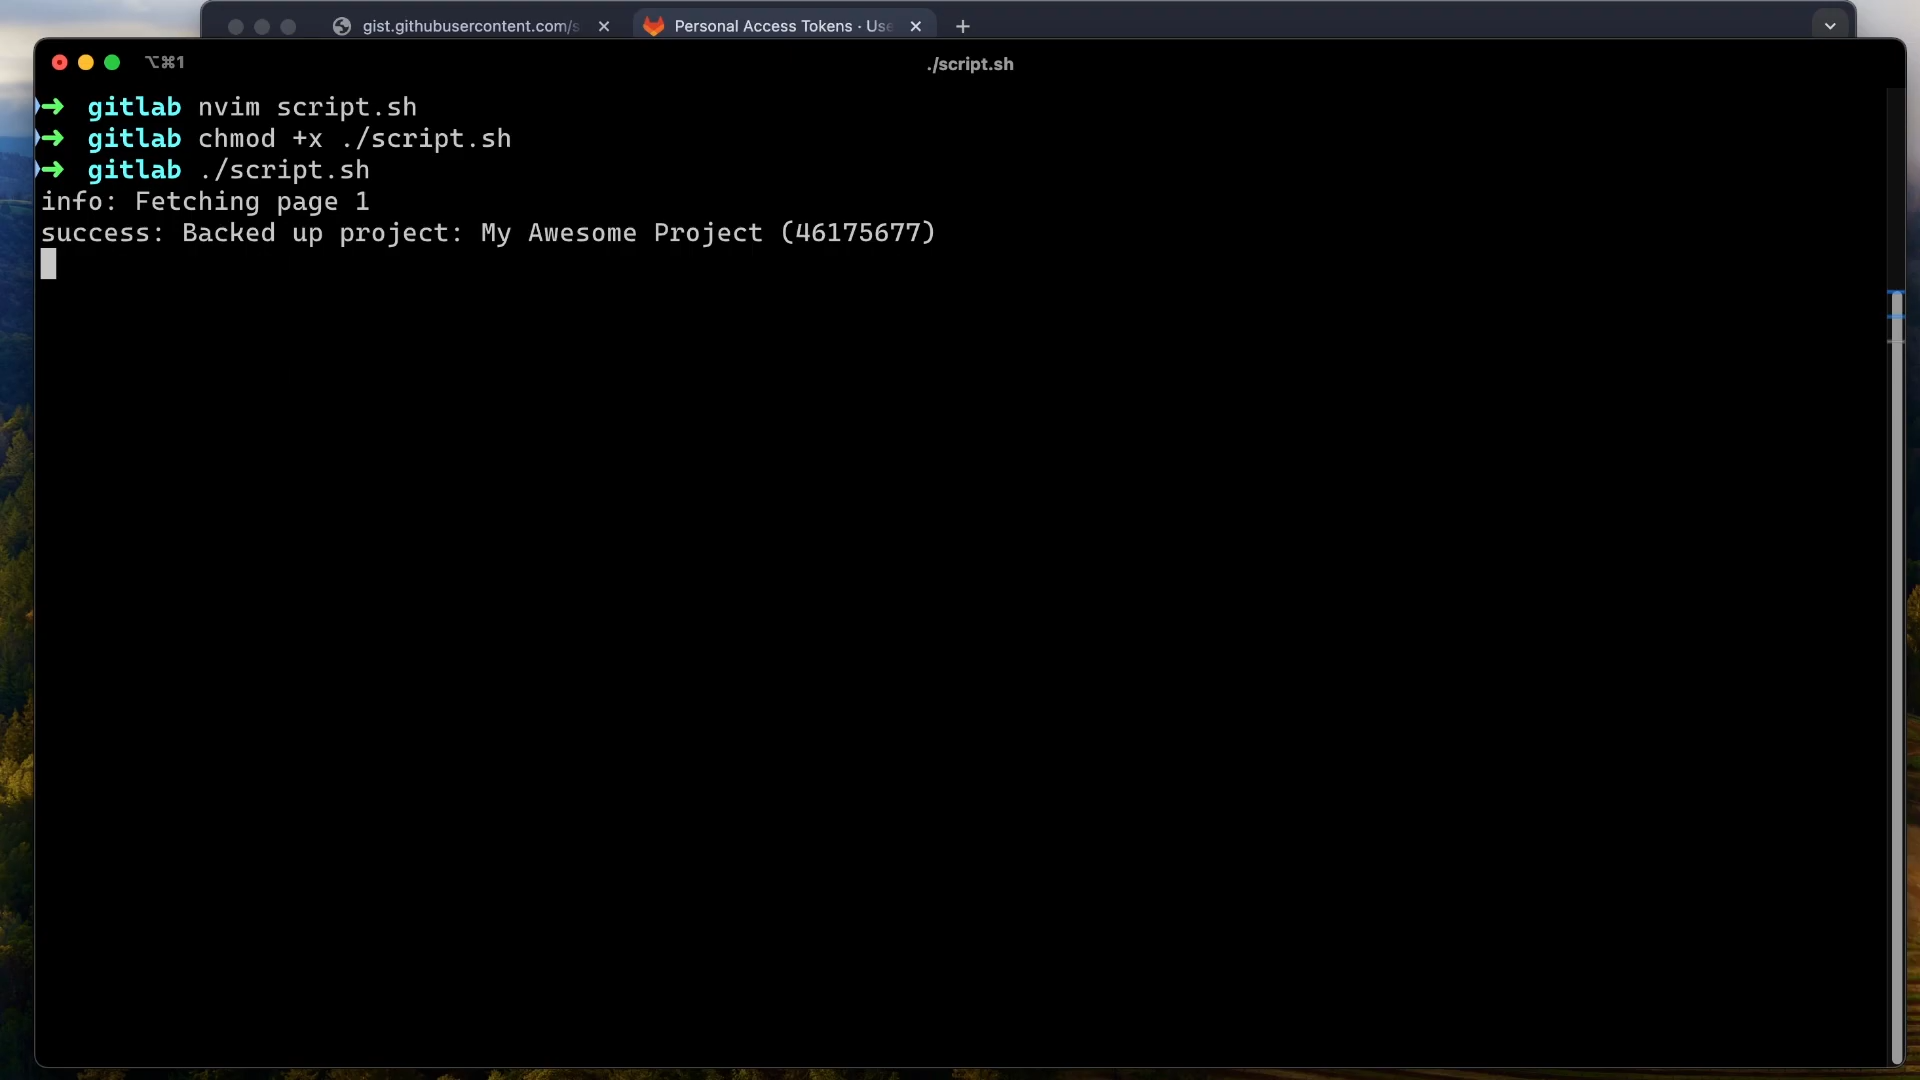 gist.githubusercontent.com/s
Personal Access Tokens · Use
⌥⌘1
./script.sh
➜ gitlab nvim script.sh
➜ gitlab chmod +x ./script.sh
➜ gitlab ./script.sh
info: Fetching page 1
success: Backed up project: My Awesome Project (46175677)